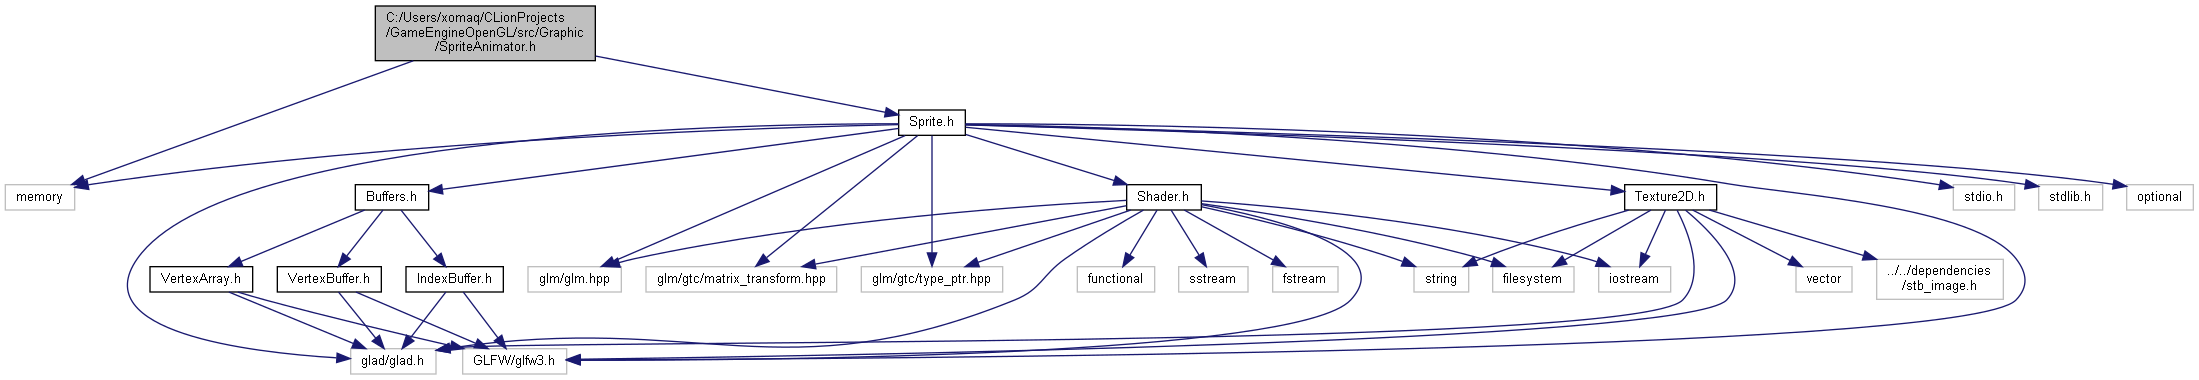 C:/Users/xomaq/CLionProjects
/GameEngineOpenGL/src/Graphic
/SpriteAnimator.h
Sprite.h
memory
Buffers.h
Shader.h
Texture2D.h
stdio.h
stdlib.h
optional
VertexArray.h
VertexBuffer.h
IndexBuffer.h
glm/glm.hpp
glm/gtc/matrix_transform.hpp
glm/gtc/type_ptr.hpp
functional
sstream
fstream
string
filesystem
iostream
vector
../../dependencies
/stb_image.h
glad/glad.h
GLFW/glfw3.h